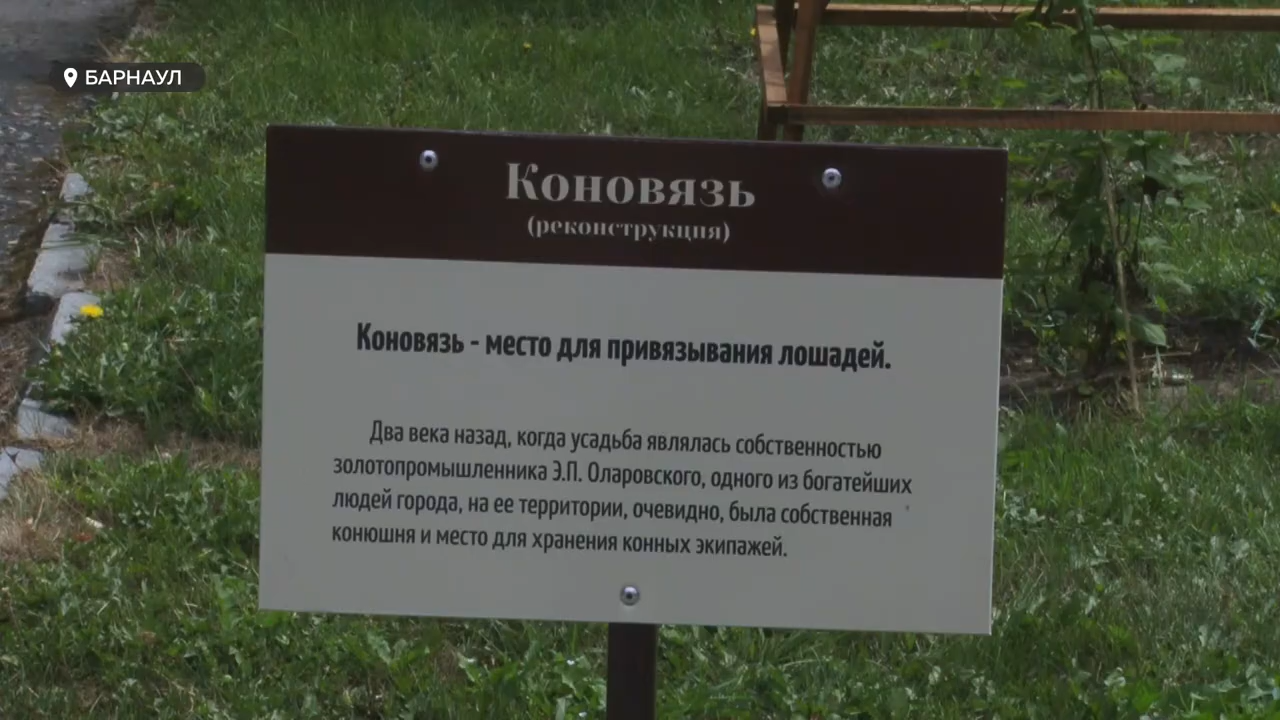 БАРНАУЛ
Коновязь
(реконструкция)
Коновязь - место для привязывания лошадей.
Два века назад, когда усадьба являлась собственностью
золотопромышленника Э.П. Оларовского, одного из богатейших
людей города, на ее территории, очевидно, была собственная
конюшня и место для хранения конных экипажей.